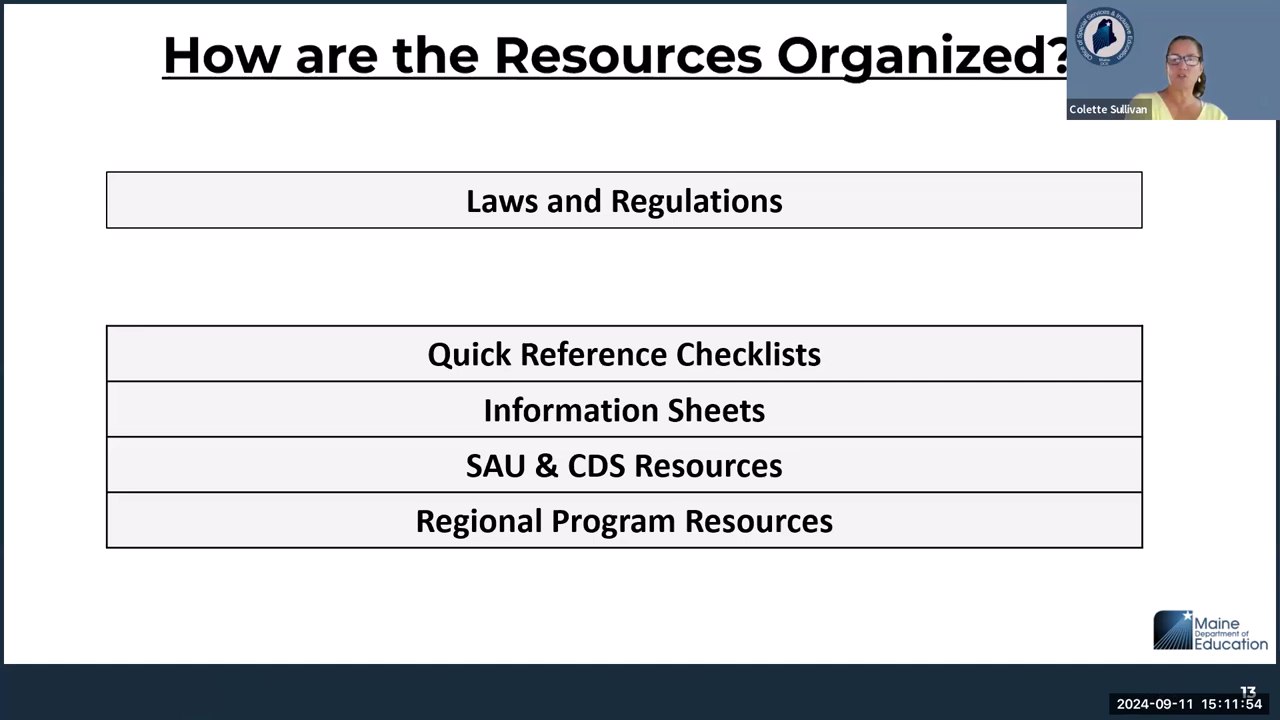 How are the Resources Organized?
Colette Sullivan
Laws and Regulations
Quick Reference Checklists
Information Sheets
SAU & CDS Resources
Regional Program Resources
Maine
Department of
Education
13
2024-09-11 15:11:54